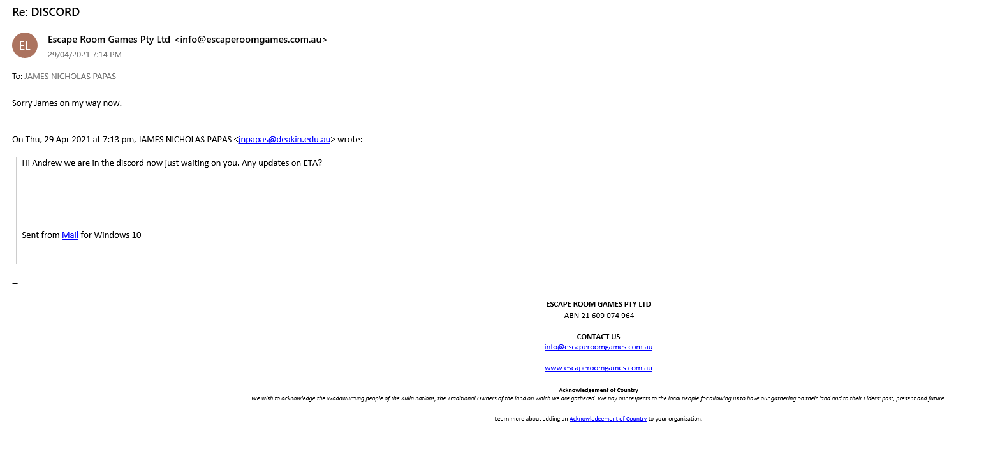 Re: DISCORD
EL
Escape Room Games Pty Ltd <info@escaperoomgames.com.au>
29/04/2021 7:14 PM
To: JAMES NICHOLAS PAPAS
Sorry James on my way now.
On Thu, 29 Apr 2021 at 7:13 pm, JAMES NICHOLAS PAPAS <jnpapas@deakin.edu.au> wrote:
Hi Andrew we are in the discord now just waiting on you. Any updates on ETA?
Sent from Mail for Windows 10
--
ESCAPE ROOM GAMES PTY LTD
ABN 21 609 074 964
CONTACT US
info@escaperoomgames.com.au
www.escaperoomgames.com.au
Acknowledgement of Country
We wish to acknowledge the Wadawurrung people of the Kulin nations, the Traditional Owners of the land on which we are gathered. We pay our respects to the local people for allowing us to have our gathering on their land and to their Elders: past, present and future.
Learn more about adding an Acknowledgement of Country to your organization.